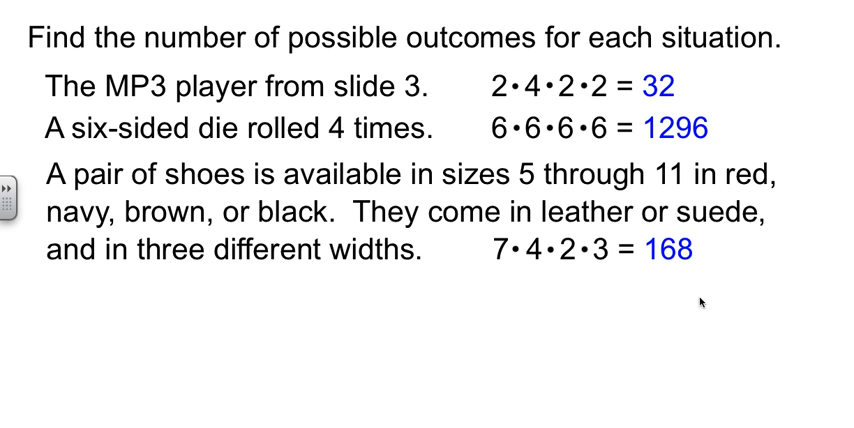 Find the number of possible outcomes for each situation.
The MP3 player from slide 3. 2•4•2•2 = 32
A six-sided die rolled 4 times. 6•6•6•6 = 1296
A pair of shoes is available in sizes 5 through 11 in red,
navy, brown, or black. They come in leather or suede,
and in three different widths. 7•4•2•3 = 168